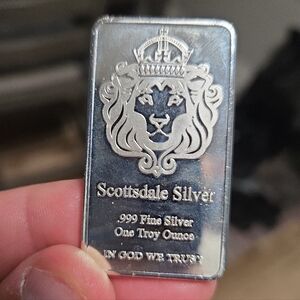 Scottsdale Silver
.999 Fine Silver
One Troy Ounce
IN GOD WE TRUST